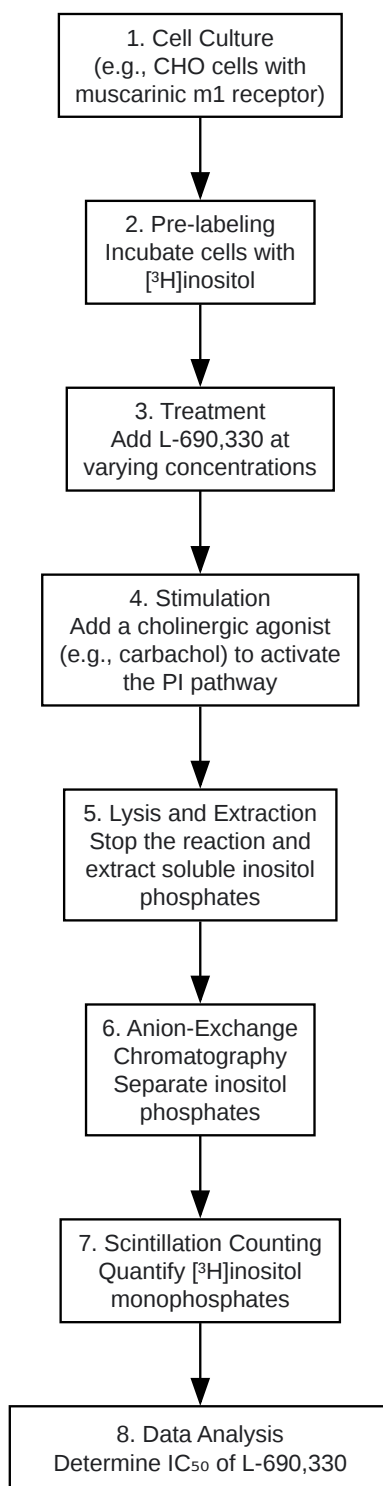 1. Cell Culture
(e.g., CHO cells with
muscarinic m1 receptor)
2. Pre-labeling
Incubate cells with
[³H]inositol
3. Treatment
Add L-690,330 at
varying concentrations
4. Stimulation
Add a cholinergic agonist
(e.g., carbachol) to activate
the PI pathway
5. Lysis and Extraction
Stop the reaction and
extract soluble inositol
phosphates
6. Anion-Exchange
Chromatography
Separate inositol
phosphates
7. Scintillation Counting
Quantify [³H]inositol
monophosphates
8. Data Analysis
Determine IC₅₀ of L-690,330